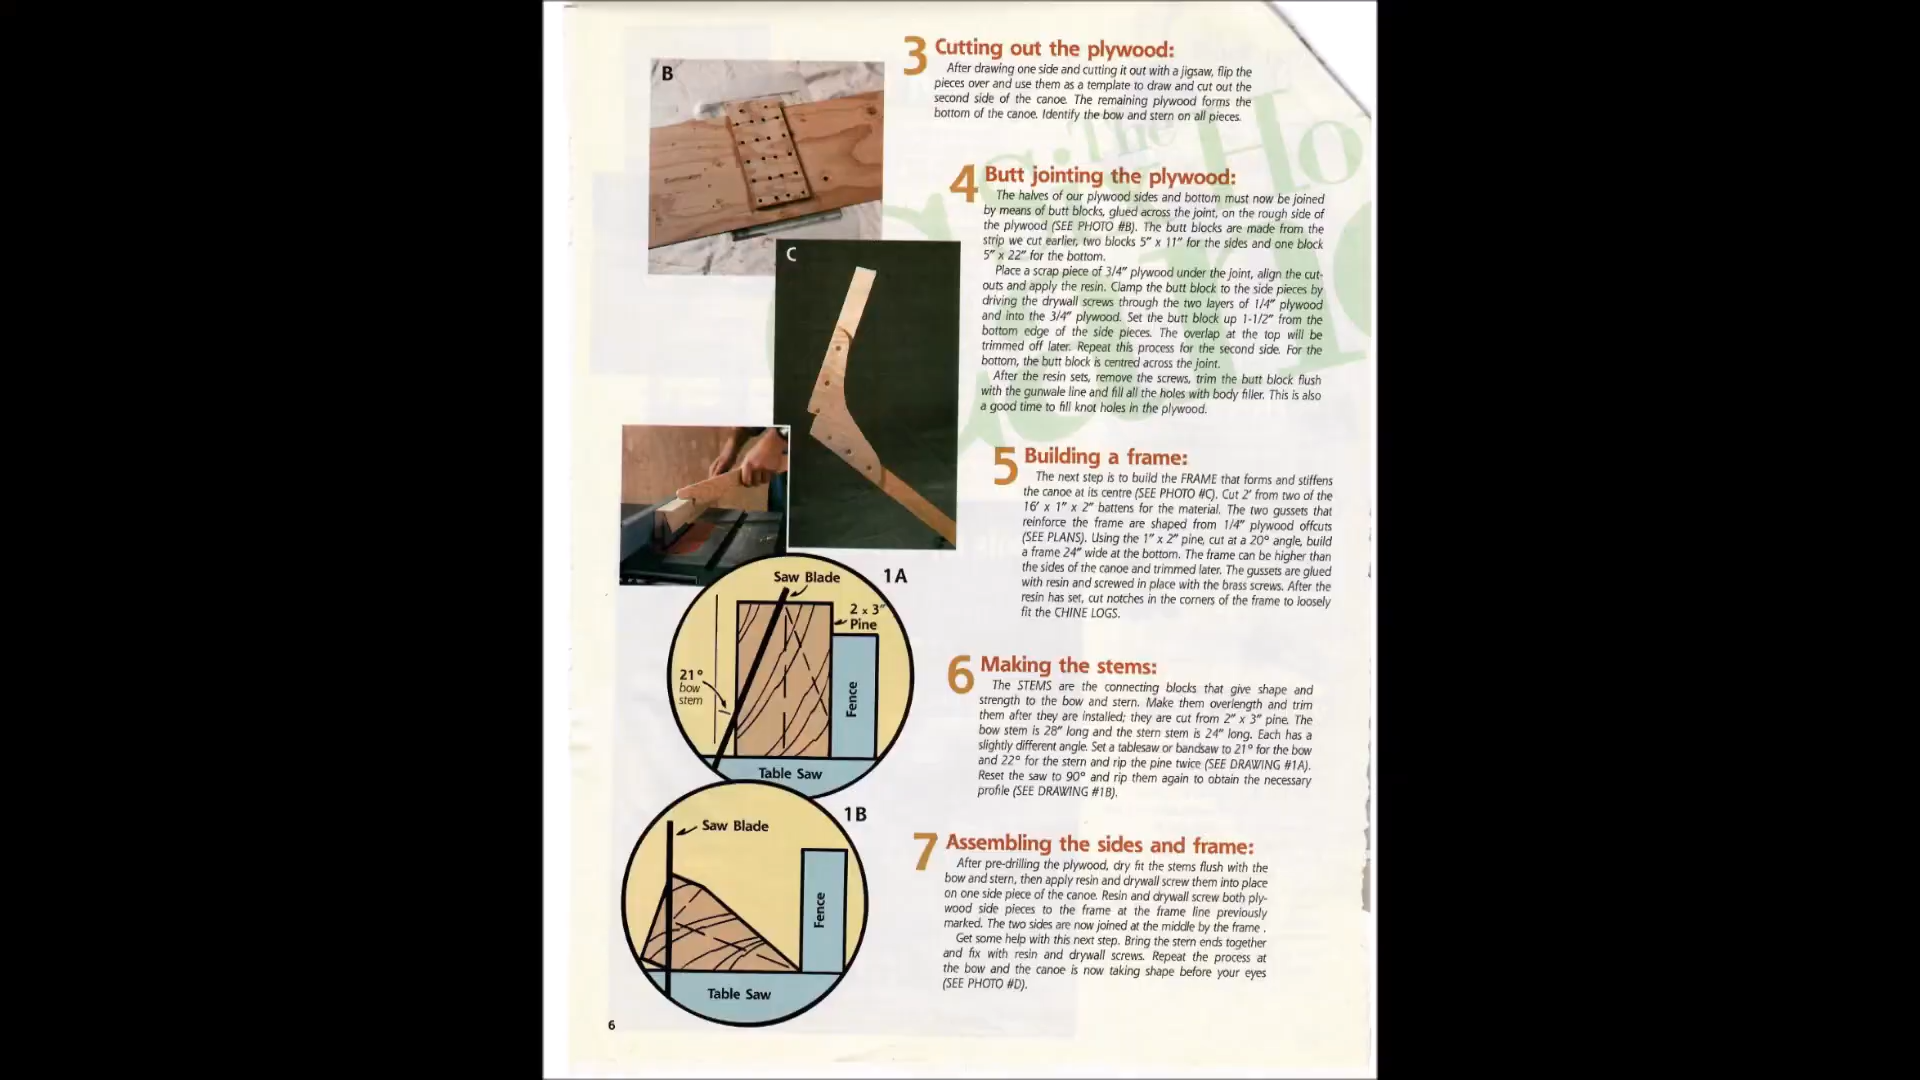 B
3 Cutting out the plywood:
After drawing one side and cutting it out with a jigsaw, flip the
pieces over and use them as a template to draw and cut out the
second side of the canoe. The remaining plywood forms the
bottom of the canoe. Identify the bow and stern on all pieces.
4 Butt jointing the plywood:
The halves of our plywood sides and bottom must now be joined
by means of butt blocks, glued across the joint, on the rough side of
the plywood (SEE PHOTO #B). The butt blocks are made from the
strip we cut earlier, two blocks 5" x 11" for the sides and one block
5" x 22" for the bottom.
Place a scrap piece of 3/4" plywood under the joint, align the cut-
outs and apply the resin. Clamp the butt block to the side pieces by
driving the drywall screws through the two layers of 1/4" plywood
and into the 3/4" plywood. Set the butt block up 1-1/2" from the
bottom edge of the side pieces. The overlap at the top will be
trimmed off later. Repeat this process for the second side. For the
bottom, the butt block is centred across the joint.
After the resin sets, remove the screws, trim the butt block flush
with the gunwale line and fill all the holes with body filler. This is also
a good time to fill knot holes in the plywood.
C
5 Building a frame:
The next step is to build the FRAME that forms and stiffens
the canoe at its centre (SEE PHOTO #C). Cut 2' from two of the
16' x 1" x 2" battens for the material. The two gussets that
reinforce the frame are shaped from 1/4" plywood offcuts
(SEE PLANS). Using the 1" x 2" pine, cut at a 20° angle, build
a frame 24" wide at the bottom. The frame can be higher than
the sides of the canoe and trimmed later. The gussets are glued
with resin and screwed in place with the brass screws. After the
resin has set, cut notches in the corners of the frame to loosely
fit the CHINE LOGS.
1A
Saw Blade
2 x 3"
Pine
21°
bow
stem
Fence
Table Saw
6 Making the stems:
The STEMS are the connecting blocks that give shape and
strength to the bow and stern. Make them overlength and trim
them after they are installed; they are cut from 2" x 3" pine. The
bow stem is 28" long and the stern stem is 24" long. Each has a
slightly different angle. Set a tablesaw or bandsaw to 21° for the bow
and 22° for the stern and rip the pine twice (SEE DRAWING #1A).
Reset the saw to 90° and rip them again to obtain the necessary
profile (SEE DRAWING #1B).
1B
Saw Blade
Fence
Table Saw
7 Assembling the sides and frame:
After pre-drilling the plywood, dry fit the stems flush with the
bow and stern, then apply resin and drywall screw them into place
on one side piece of the canoe. Resin and drywall screw both ply-
wood side pieces to the frame at the frame line previously
marked. The two sides are now joined at the middle by the frame .
Get some help with this next step. Bring the stern ends together
and fix with resin and drywall screws. Repeat the process at
the bow and the canoe is now taking shape before your eyes
(SEE PHOTO #D).
6